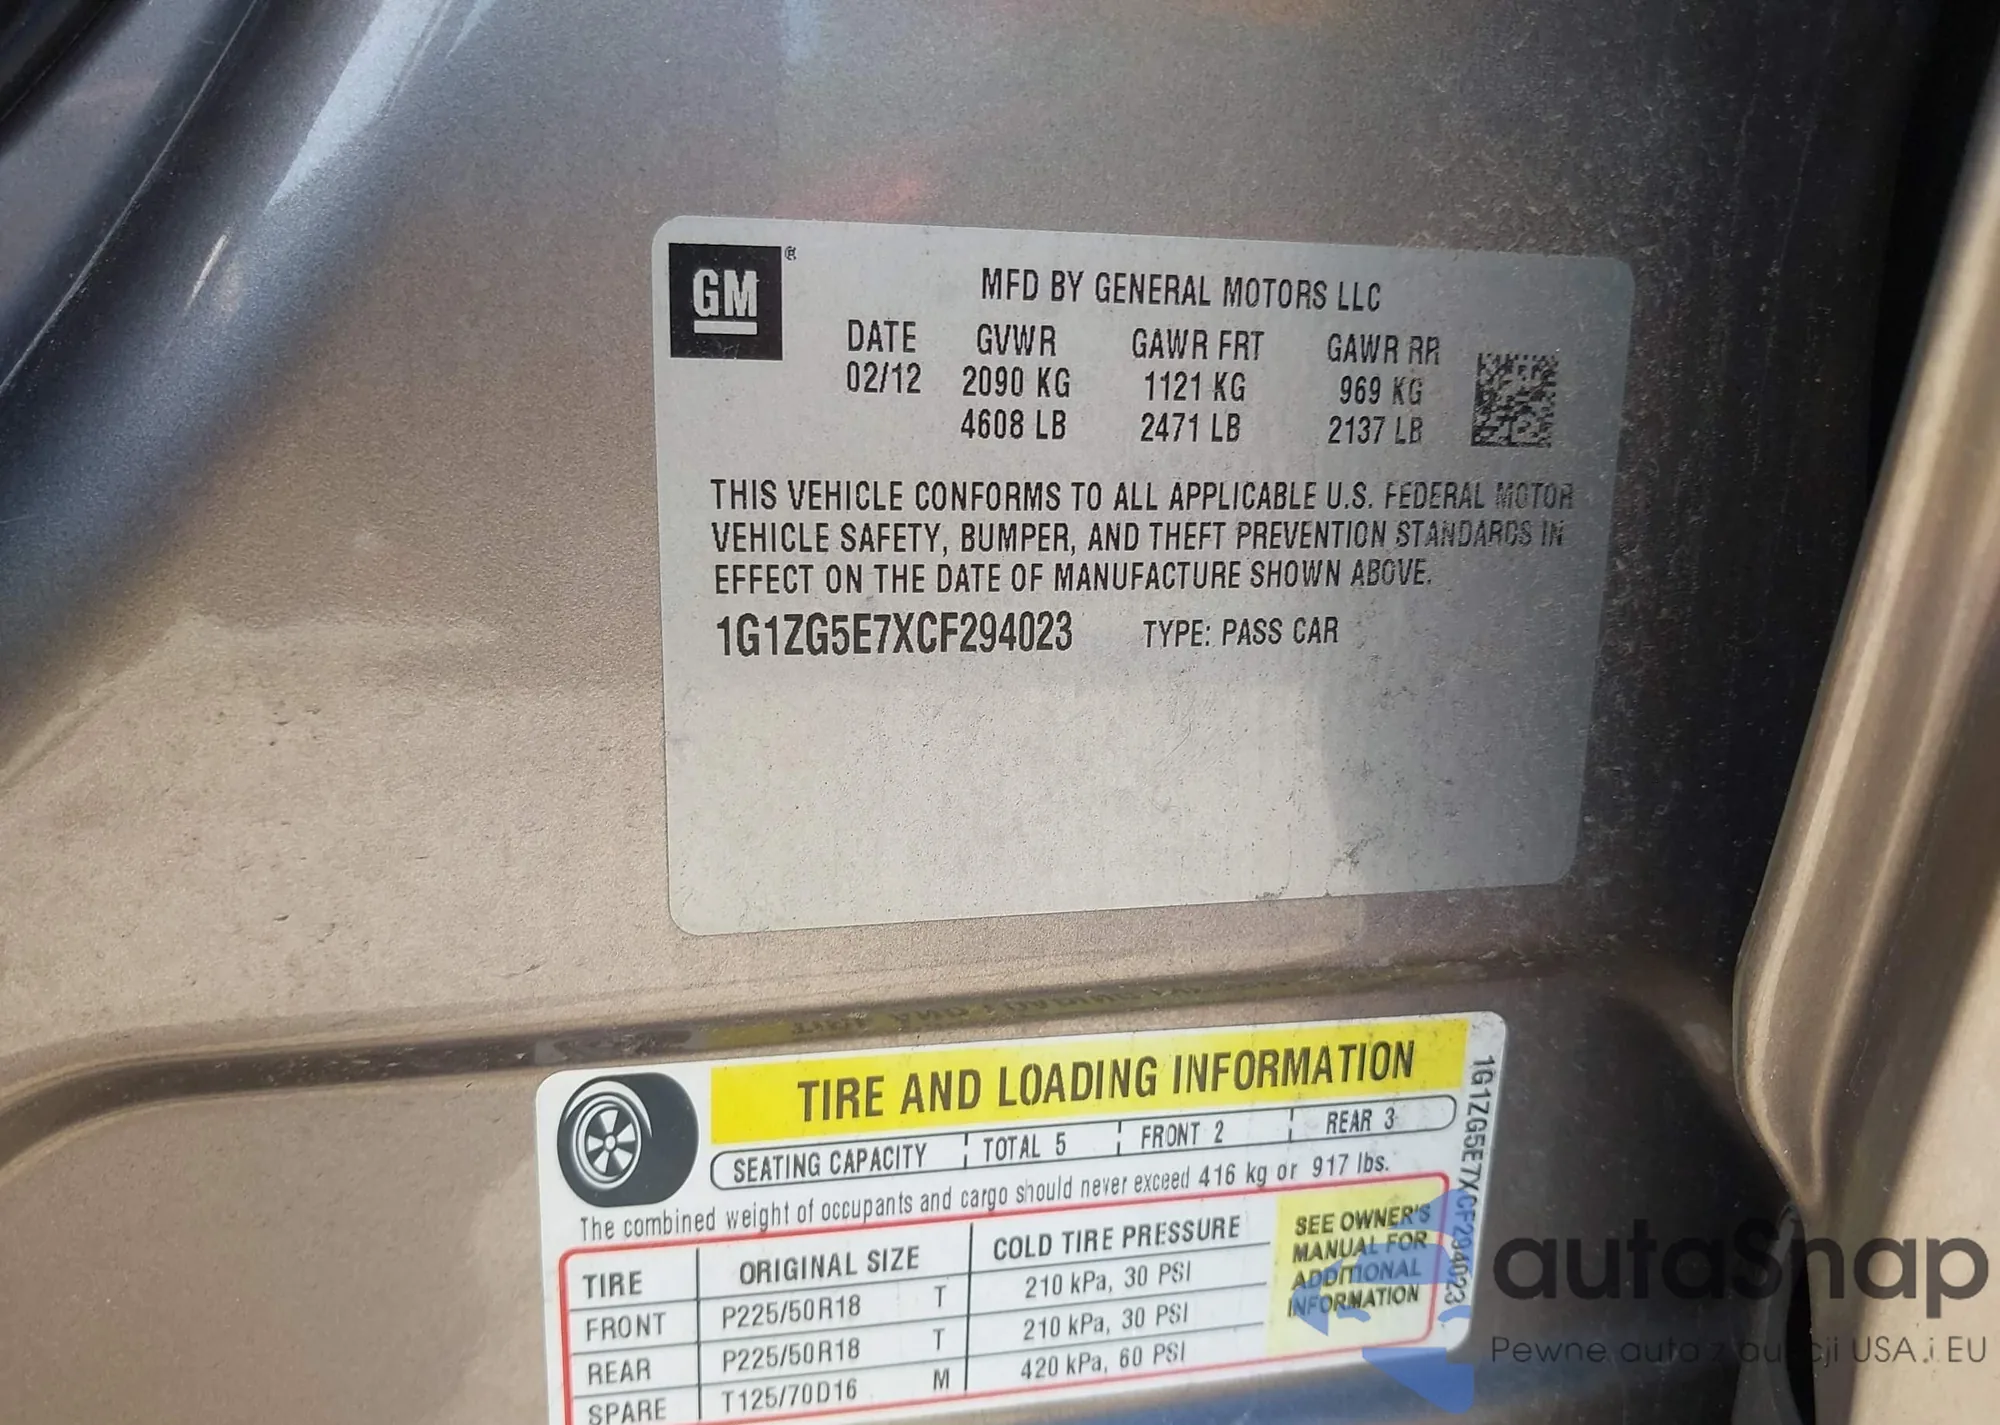 GM ®
MFD BY GENERAL MOTORS LLC
DATE GVWR GAWR FRT GAWR RR
02/12 2090 KG 1121 KG 969 KG
4608 LB 2471 LB 2137 LB
THIS VEHICLE CONFORMS TO ALL APPLICABLE U.S. FEDERAL MOTOR
VEHICLE SAFETY, BUMPER, AND THEFT PREVENTION STANDARDS IN
EFFECT ON THE DATE OF MANUFACTURE SHOWN ABOVE.
1G1ZG5E7XCF294023 TYPE: PASS CAR
TIRE AND LOADING INFORMATION
SEATING CAPACITY TOTAL 5 FRONT 2 REAR 3
The combined weight of occupants and cargo should never exceed 416 kg or 917 lbs.
TIRE ORIGINAL SIZE COLD TIRE PRESSURE
FRONT P225/50R18 T 210 kPa, 30 PSI
REAR P225/50R18 T 210 kPa, 30 PSI
SPARE T125/70D16 M 420 kPa, 60 PSI
SEE OWNER'S
MANUAL FOR
ADDITIONAL
INFORMATION
1G1ZG5E7XCF294023
autaSnap
Pewne auta z aukcji USA i EU